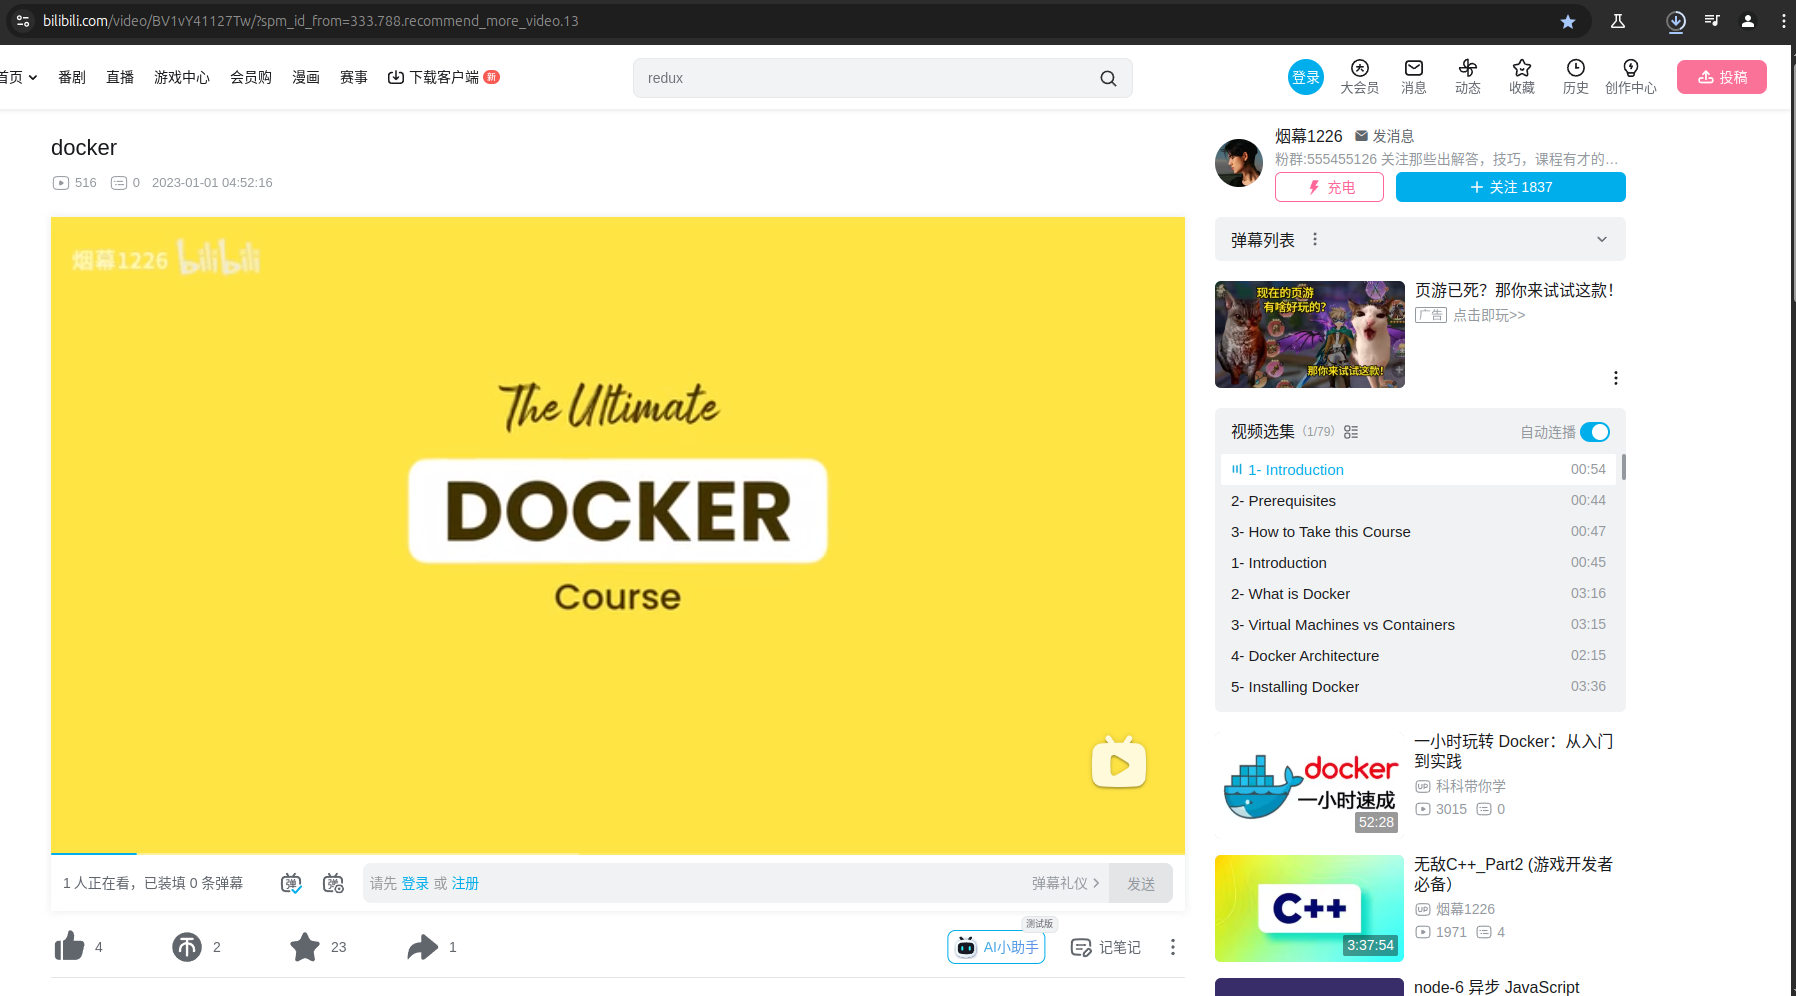 bilibili.com/video/BV1vY41127Tw/?spm_id_from=333.788.recommend_more_video.13
首页 番剧 直播 游戏中心 会员购 漫画 赛事 下载客户端 新
redux
登录 大会员 消息 动态 收藏 历史 创作中心 投稿
docker
516 0 2023-01-01 04:52:16
烟幕1226 bilibili
The Ultimate
DOCKER
Course
1 人正在看，已装填 0 条弹幕
弹 弹
请先 登录 或 注册
弹幕礼仪 发送
4 2 23 1
测试版
AI小助手 记笔记
烟幕1226 发消息
粉群:555455126 关注那些出解答，技巧，课程有才的…
充电 + 关注 1837
弹幕列表
现在的页游
有啥好玩的?
那你来试试这款!
页游已死？那你来试试这款！
广告 点击即玩>>
视频选集 （1/79） 自动连播
1- Introduction 00:54
2- Prerequisites 00:44
3- How to Take this Course 00:47
1- Introduction 00:45
2- What is Docker 03:16
3- Virtual Machines vs Containers 03:15
4- Docker Architecture 02:15
5- Installing Docker 03:36
docker
一小时速成
52:28
一小时玩转 Docker：从入门
到实践
UP 科科带你学
3015 0
C++
3:37:54
无敌C++_Part2 (游戏开发者
必备）
UP 烟幕1226
1971 4
node-6 异步 JavaScript